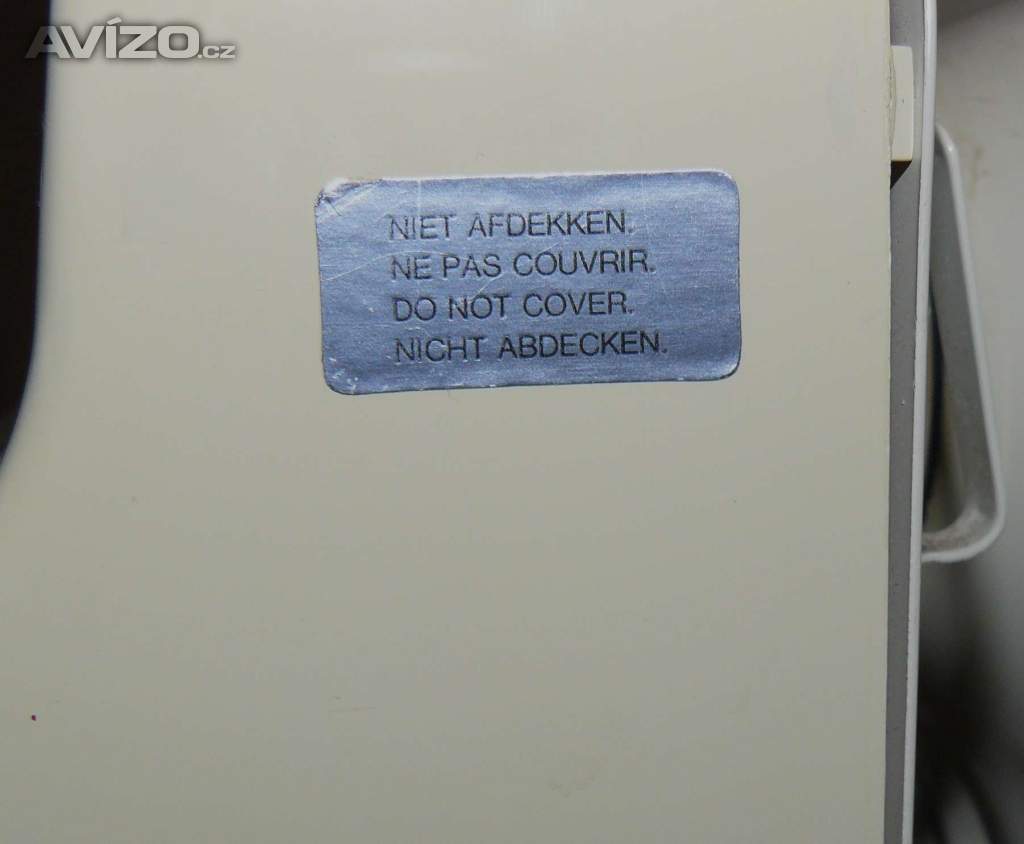 AVÍZO.cz
NIET AFDEKKEN.
NE PAS COUVRIR.
DO NOT COVER.
NICHT ABDECKEN.